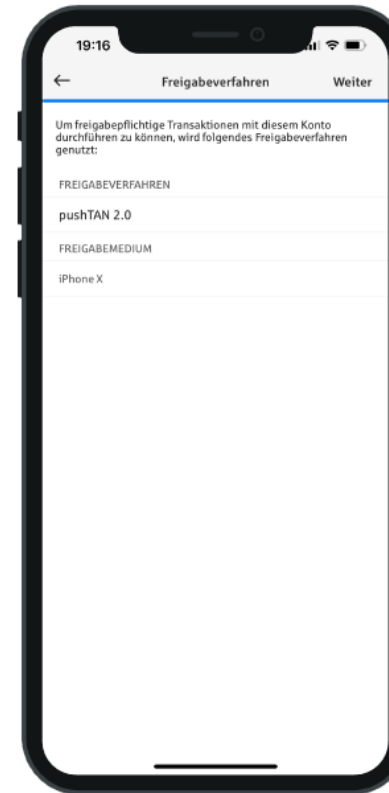 19:16
Freigabeverfahren
Weiter
Um freigabepflichtige Transaktionen mit diesem Konto
durchführen zu können, wird folgendes Freigabeverfahren
genutzt:
FREIGABEVERFAHREN
pushTAN 2.0
FREIGABEMEDIUM
iPhone X